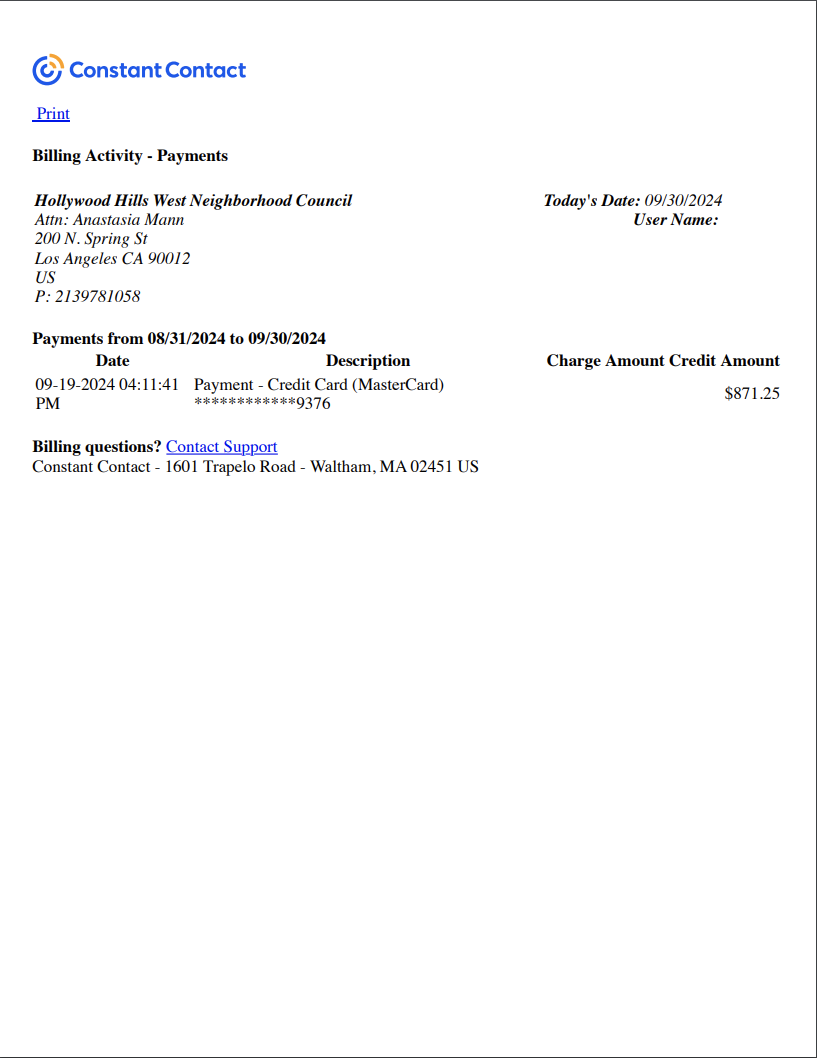 Constant Contact
Print
Billing Activity - Payments
Hollywood Hills West Neighborhood Council
Attn: Anastasia Mann
200 N. Spring St
Los Angeles CA 90012
US
P: 2139781058
Today's Date: 09/30/2024
User Name:
Payments from 08/31/2024 to 09/30/2024
Date Description Charge Amount Credit Amount
09-19-2024 04:11:41 Payment - Credit Card (MasterCard)
PM ************9376 $871.25
Billing questions? Contact Support
Constant Contact - 1601 Trapelo Road - Waltham, MA 02451 US